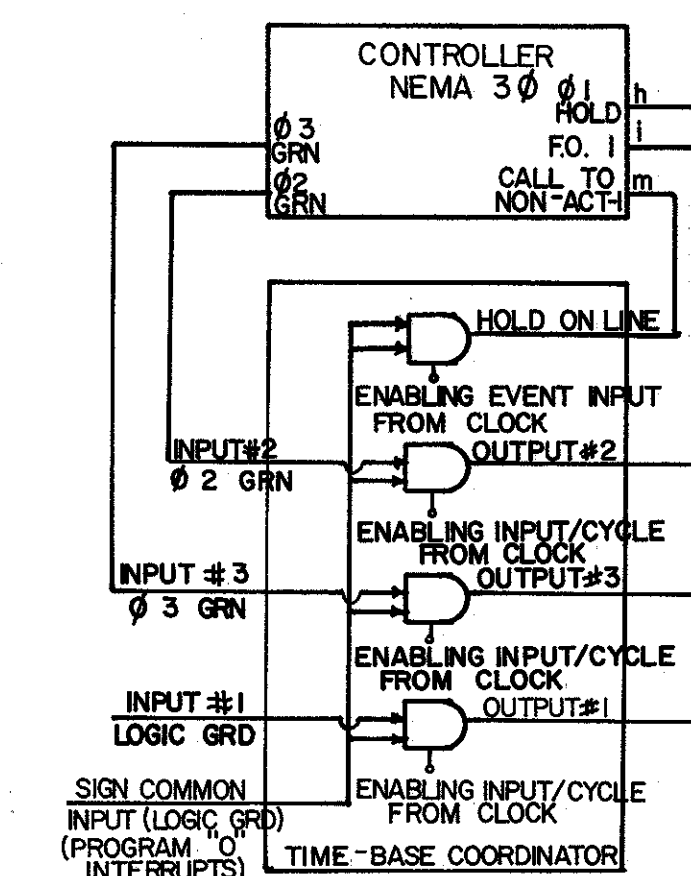 CONTROLLER
NEMA 3Ø Ø1
HOLD
h
F.O. 1
i
CALL TO
NON-ACT-1
m
Ø3
GRN
Ø2
GRN
HOLD ON LINE
ENABLING EVENT INPUT
FROM CLOCK
INPUT#2
Ø 2 GRN
OUTPUT#2
ENABLING INPUT/CYCLE
FROM CLOCK
INPUT #3
Ø 3 GRN
OUTPUT#3
ENABLING INPUT/CYCLE
FROM CLOCK
INPUT #1
LOGIC GRD
OUTPUT#1
ENABLING INPUT/CYCLE
FROM CLOCK
SIGN COMMON
INPUT (LOGIC GRD)
(PROGRAM "O"
INTERRUPTS)
TIME-BASE COORDINATOR